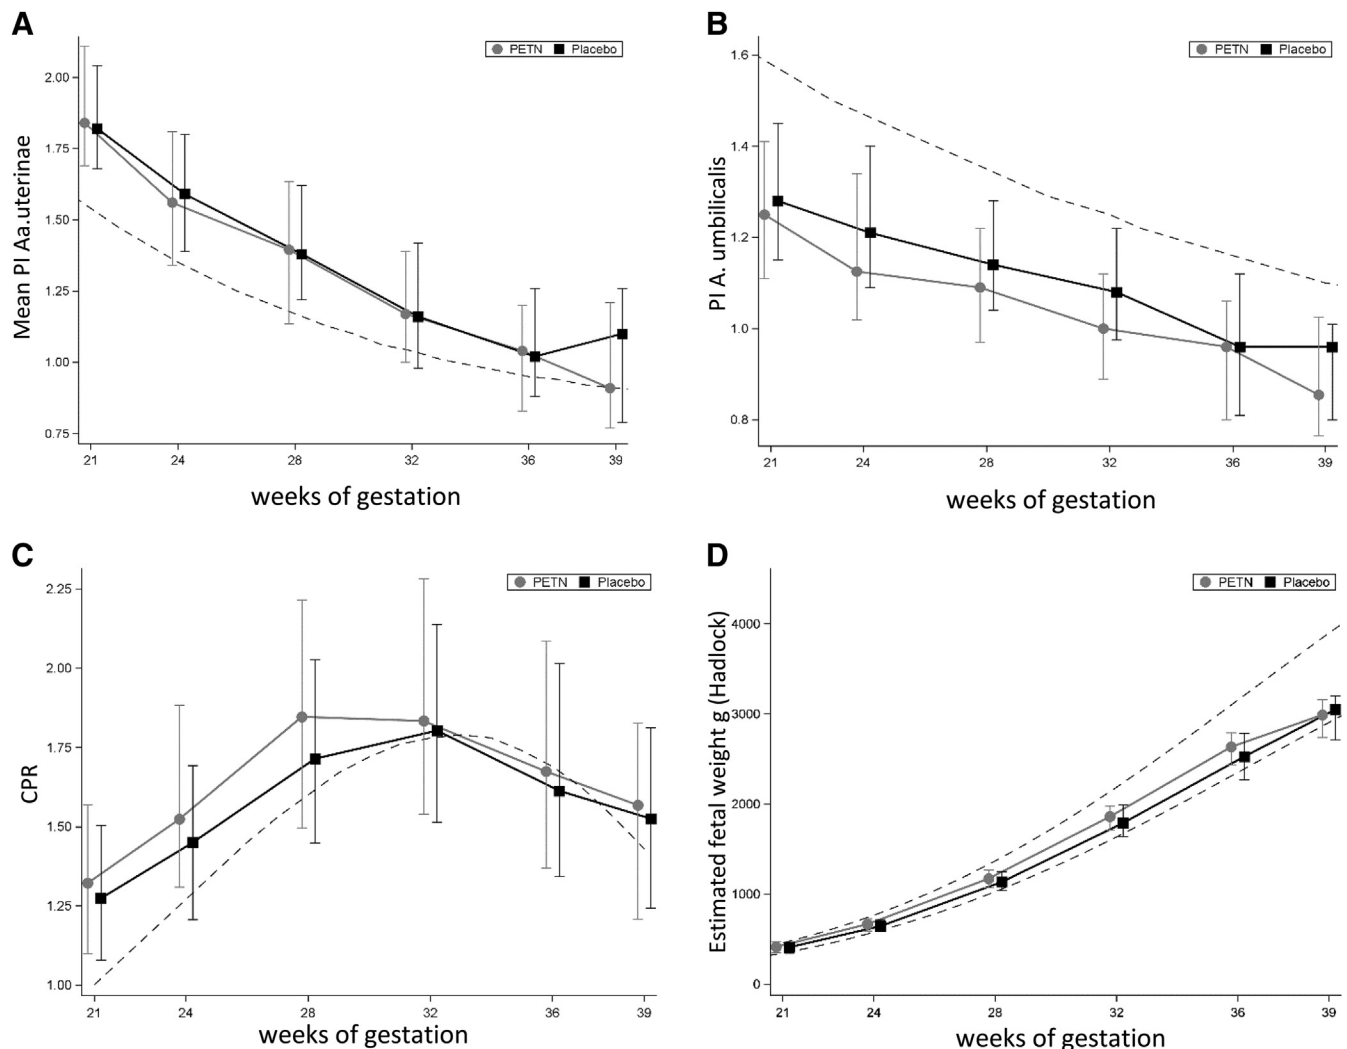 A
PETN Placebo
Mean PI Aa.uterinae
2.00
1.75
1.50
1.25
1.00
0.75
21 24 28 32 36 39
weeks of gestation
B
PETN Placebo
PI A. umbilicalis
1.6
1.4
1.2
1.0
0.8
21 24 28 32 36 39
weeks of gestation
C
PETN Placebo
CPR
2.25
2.00
1.75
1.50
1.25
1.00
21 24 28 32 36 39
weeks of gestation
D
PETN Placebo
Estimated fetal weight g (Hadlock)
4000
3000
2000
1000
0
21 24 28 32 36 39
weeks of gestation